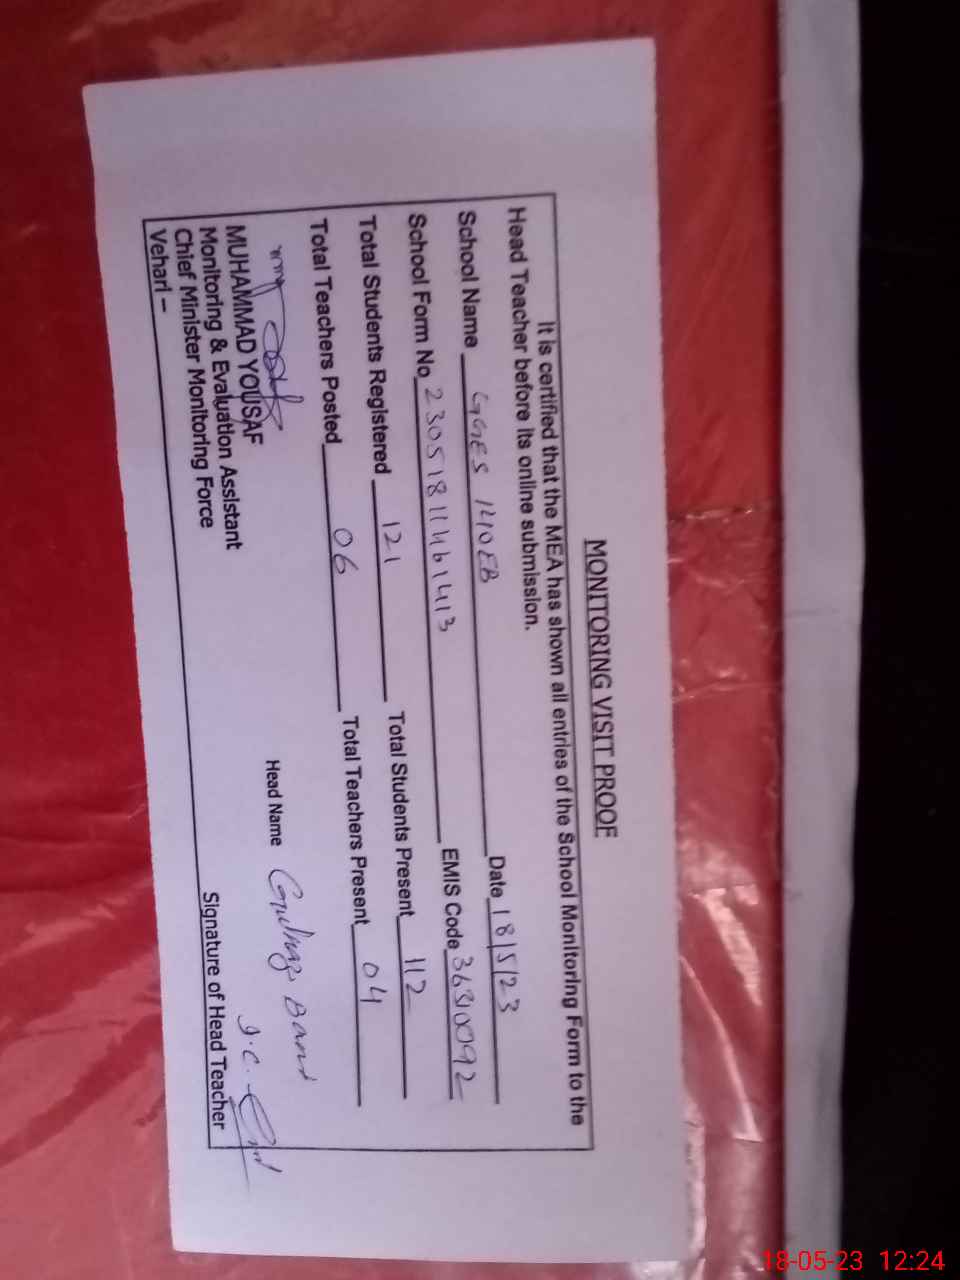 MONITORING VISIT PROOF
It is certified that the MEA has shown all entries of the School Monitoring Form to the
Head Teacher before its online submission.
School Name GGES 140EB Date 18/5/23
School Form No. 2305181141413 EMIS Code 36310092
Total Students Registered 121 Total Students Present 112
Total Teachers Posted 06 Total Teachers Present 04
Head Name Gulnaz Bano
I.C.
MUHAMMAD YOUSAF
Monitoring & Evaluation Assistant
Chief Minister Monitoring Force
Vehari –
Signature of Head Teacher
18-05-23 12:24